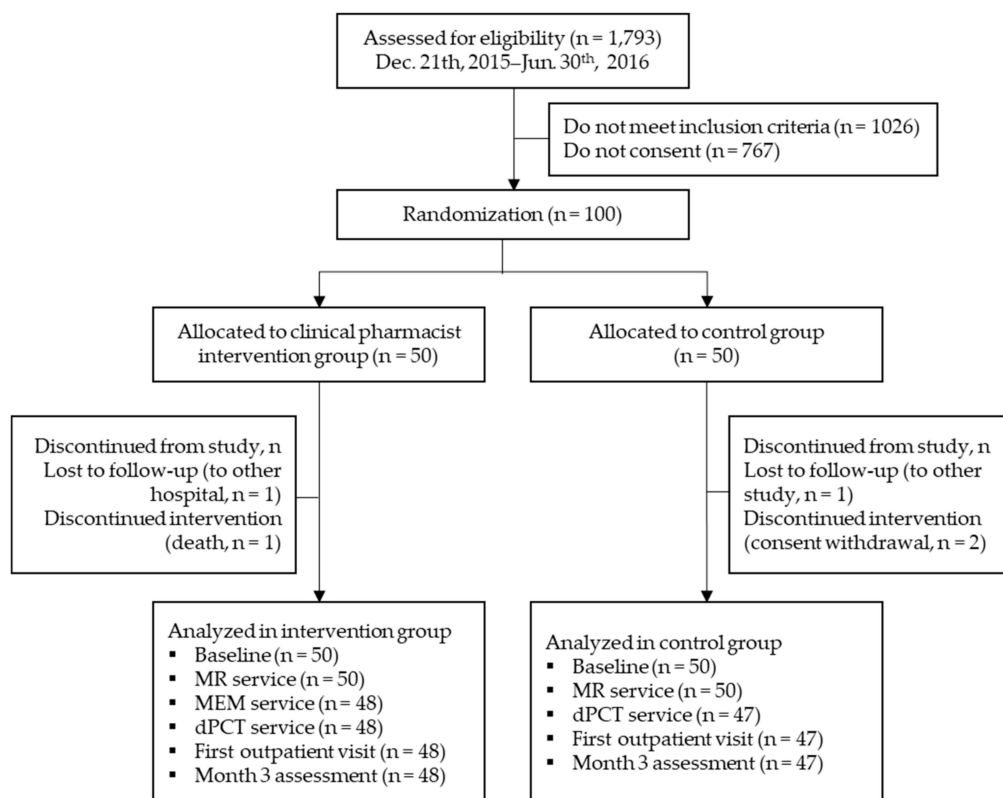 Assessed for eligibility (n = 1,793)
Dec. 21th, 2015–Jun. 30th, 2016
Do not meet inclusion criteria (n = 1026)
Do not consent (n = 767)
Randomization (n = 100)
Allocated to clinical pharmacist
intervention group (n = 50)
Allocated to control group
(n = 50)
Discontinued from study, n
Lost to follow-up (to other
hospital, n = 1)
Discontinued intervention
(death, n = 1)
Discontinued from study, n
Lost to follow-up (to other
study, n = 1)
Discontinued intervention
(consent withdrawal, n = 2)
Analyzed in intervention group
▪ Baseline (n = 50)
▪ MR service (n = 50)
▪ MEM service (n = 48)
▪ dPCT service (n = 48)
▪ First outpatient visit (n = 48)
▪ Month 3 assessment (n = 48)
Analyzed in control group
▪ Baseline (n = 50)
▪ MR service (n = 50)
▪ dPCT service (n = 47)
▪ First outpatient visit (n = 47)
▪ Month 3 assessment (n = 47)